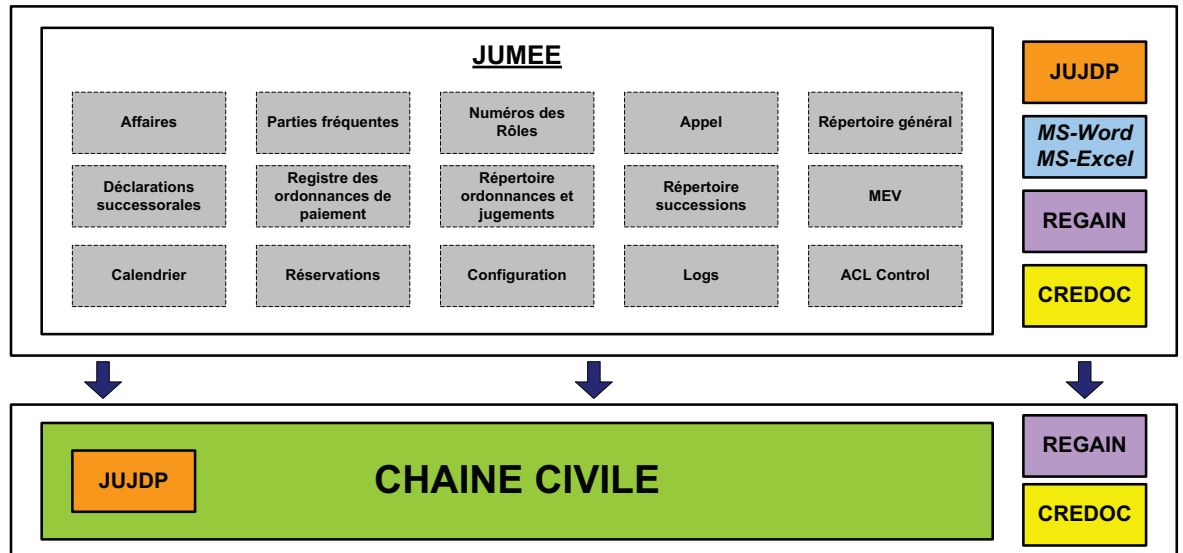 JUMEE
Affaires
Parties fréquentes
Numéros des
Rôles
Appel
Répertoire général
Déclarations
successorales
Registre des
ordonnances de
paiement
Répertoire
ordonnances et
jugements
Répertoire
successions
MEV
Calendrier
Réservations
Configuration
Logs
ACL Control
JUJDP
MS-Word
MS-Excel
REGAIN
CREDOC
JUJDP
CHAINE CIVILE
REGAIN
CREDOC